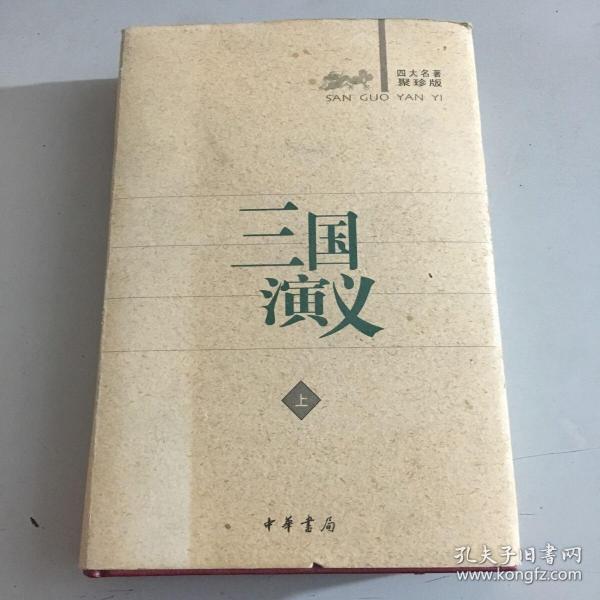 四大名著
聚珍版
SAN GUO YAN YI
三国
演义
上
中華書局
孔夫子旧書网
www.kongfz.com